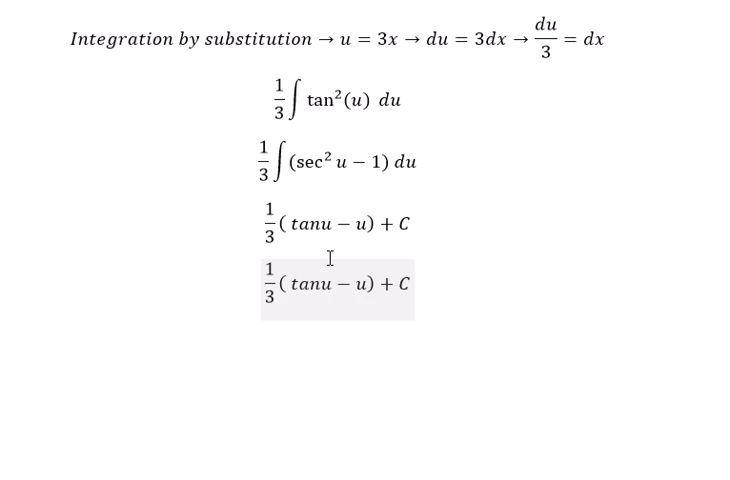 Integration by substitution → u = 3x → du = 3dx → du/3 = dx
1/3 ∫ tan²(u) du
1/3 ∫ (sec² u − 1) du
1/3 ( tanu − u) + C
1/3 ( tanu − u) + C